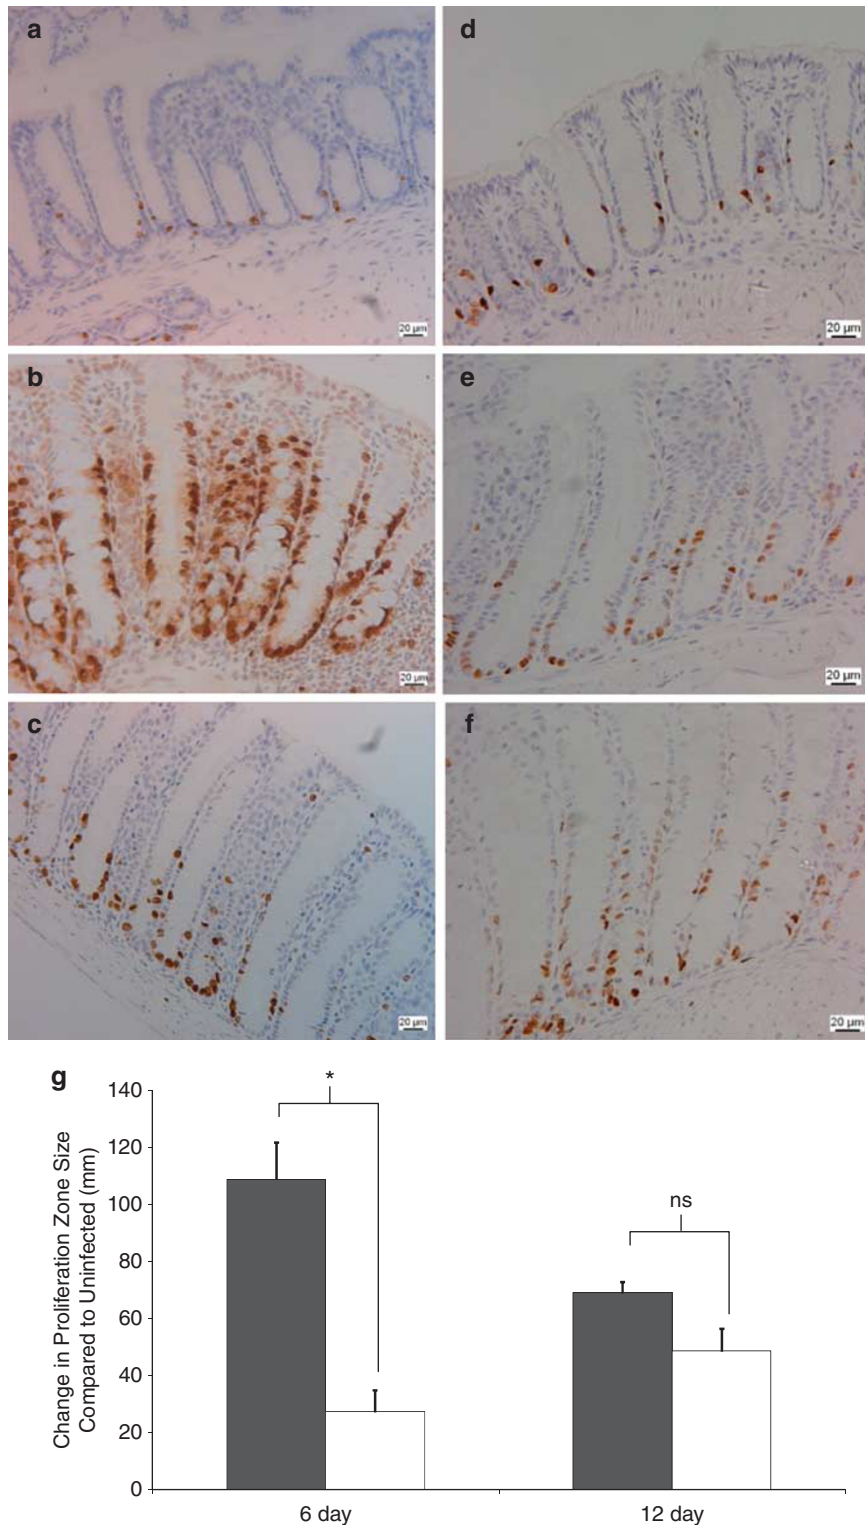 a
d
20 µm
20 µm
b
e
20 µm
20 µm
c
f
20 µm
20 µm
g
Change in Proliferation Zone Size
Compared to Uninfected (mm)
140
120
100
80
60
40
20
0
*
ns
6 day
12 day